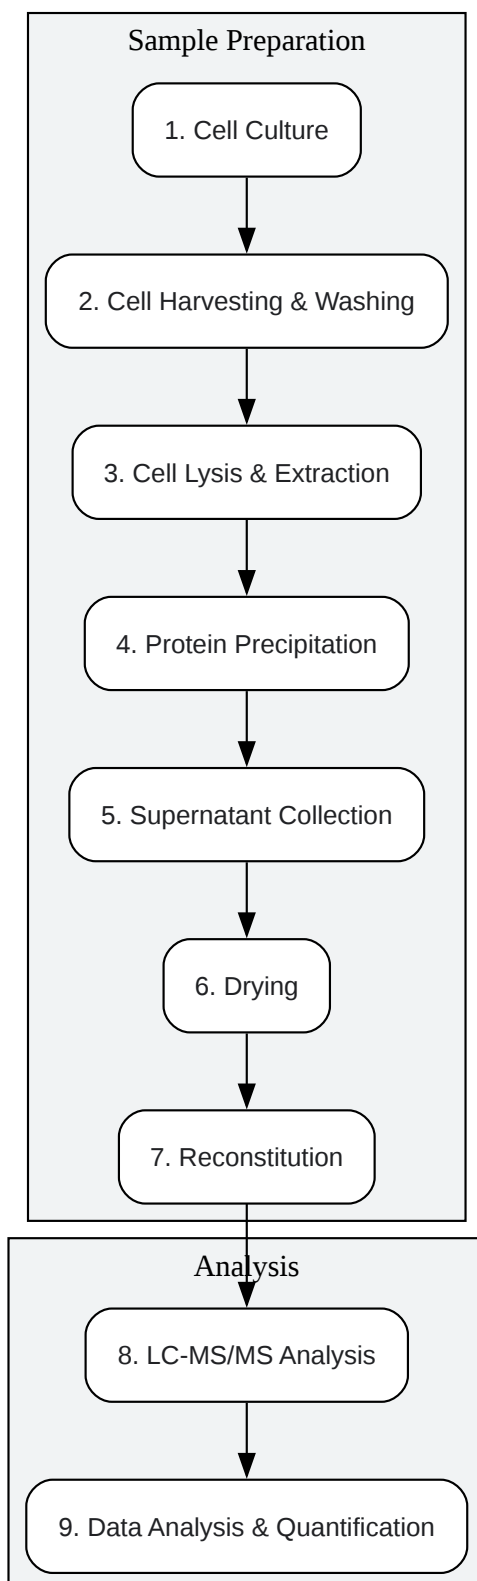 Sample Preparation
1. Cell Culture
2. Cell Harvesting & Washing
3. Cell Lysis & Extraction
4. Protein Precipitation
5. Supernatant Collection
6. Drying
7. Reconstitution
Analysis
8. LC-MS/MS Analysis
9. Data Analysis & Quantification